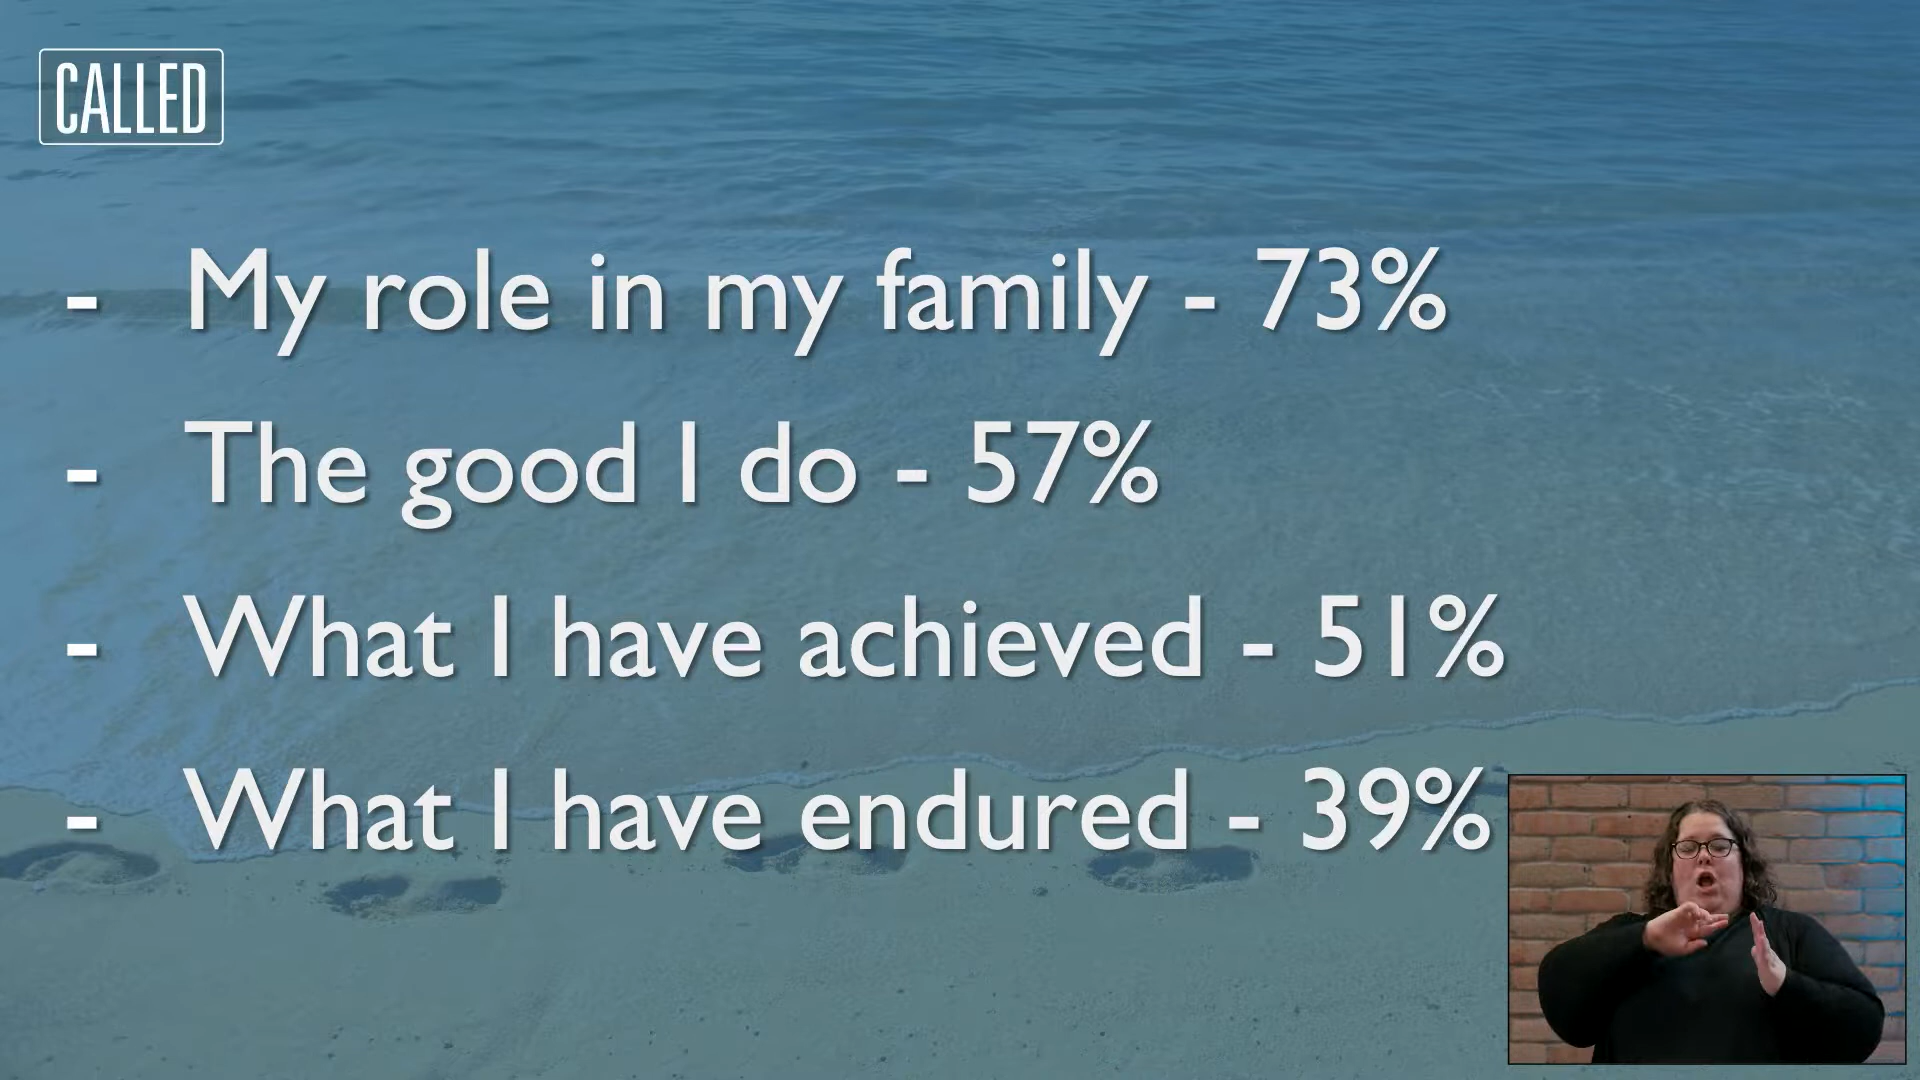 CALLED
- My role in my family - 73%
- The good I do - 57%
- What I have achieved - 51%
- What I have endured - 39%